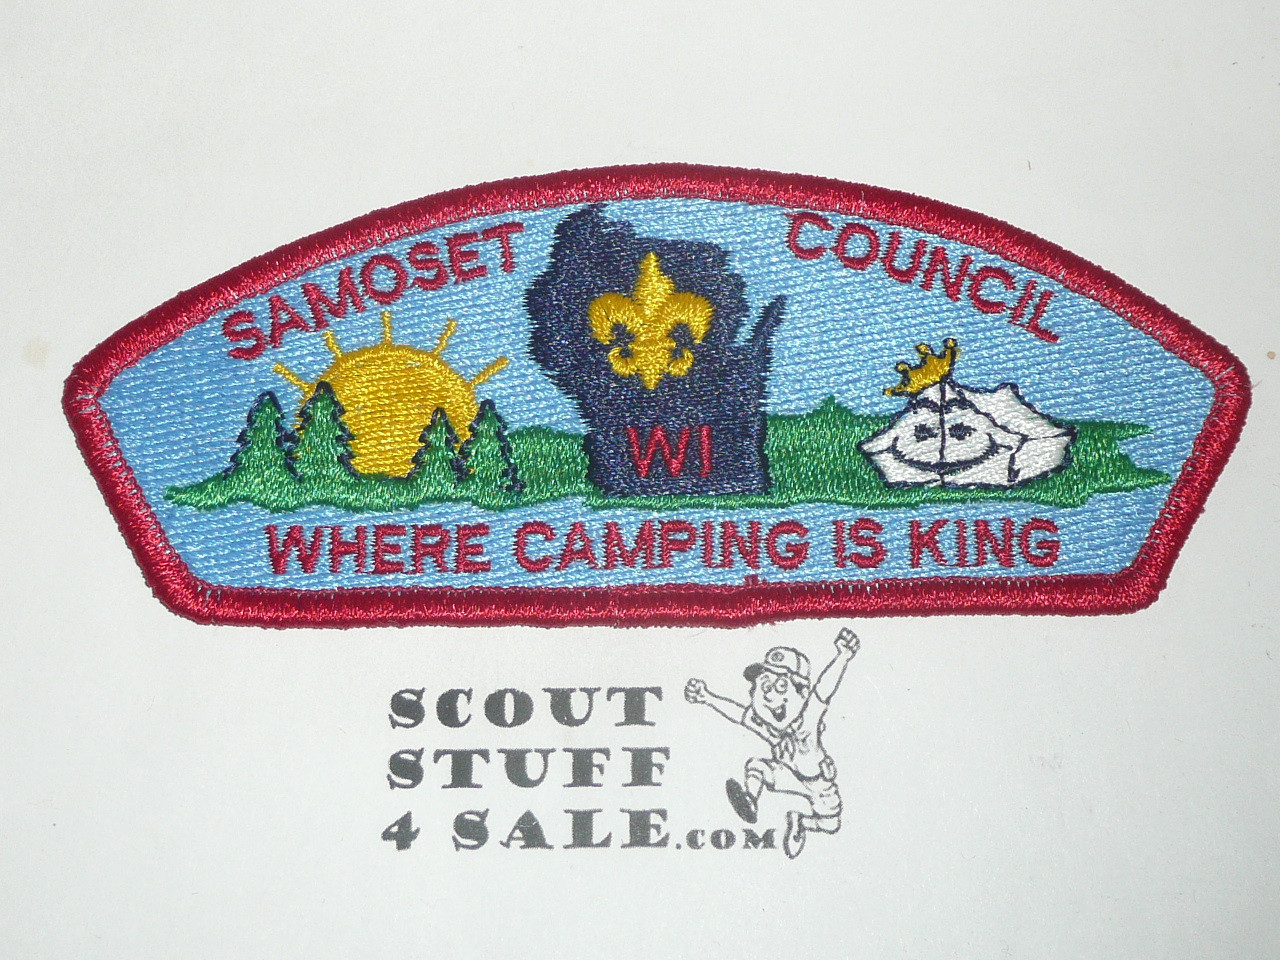 SAMOSET COUNCIL
WI
WHERE CAMPING IS KING
SCOUT
STUFF
4 SALE.COM